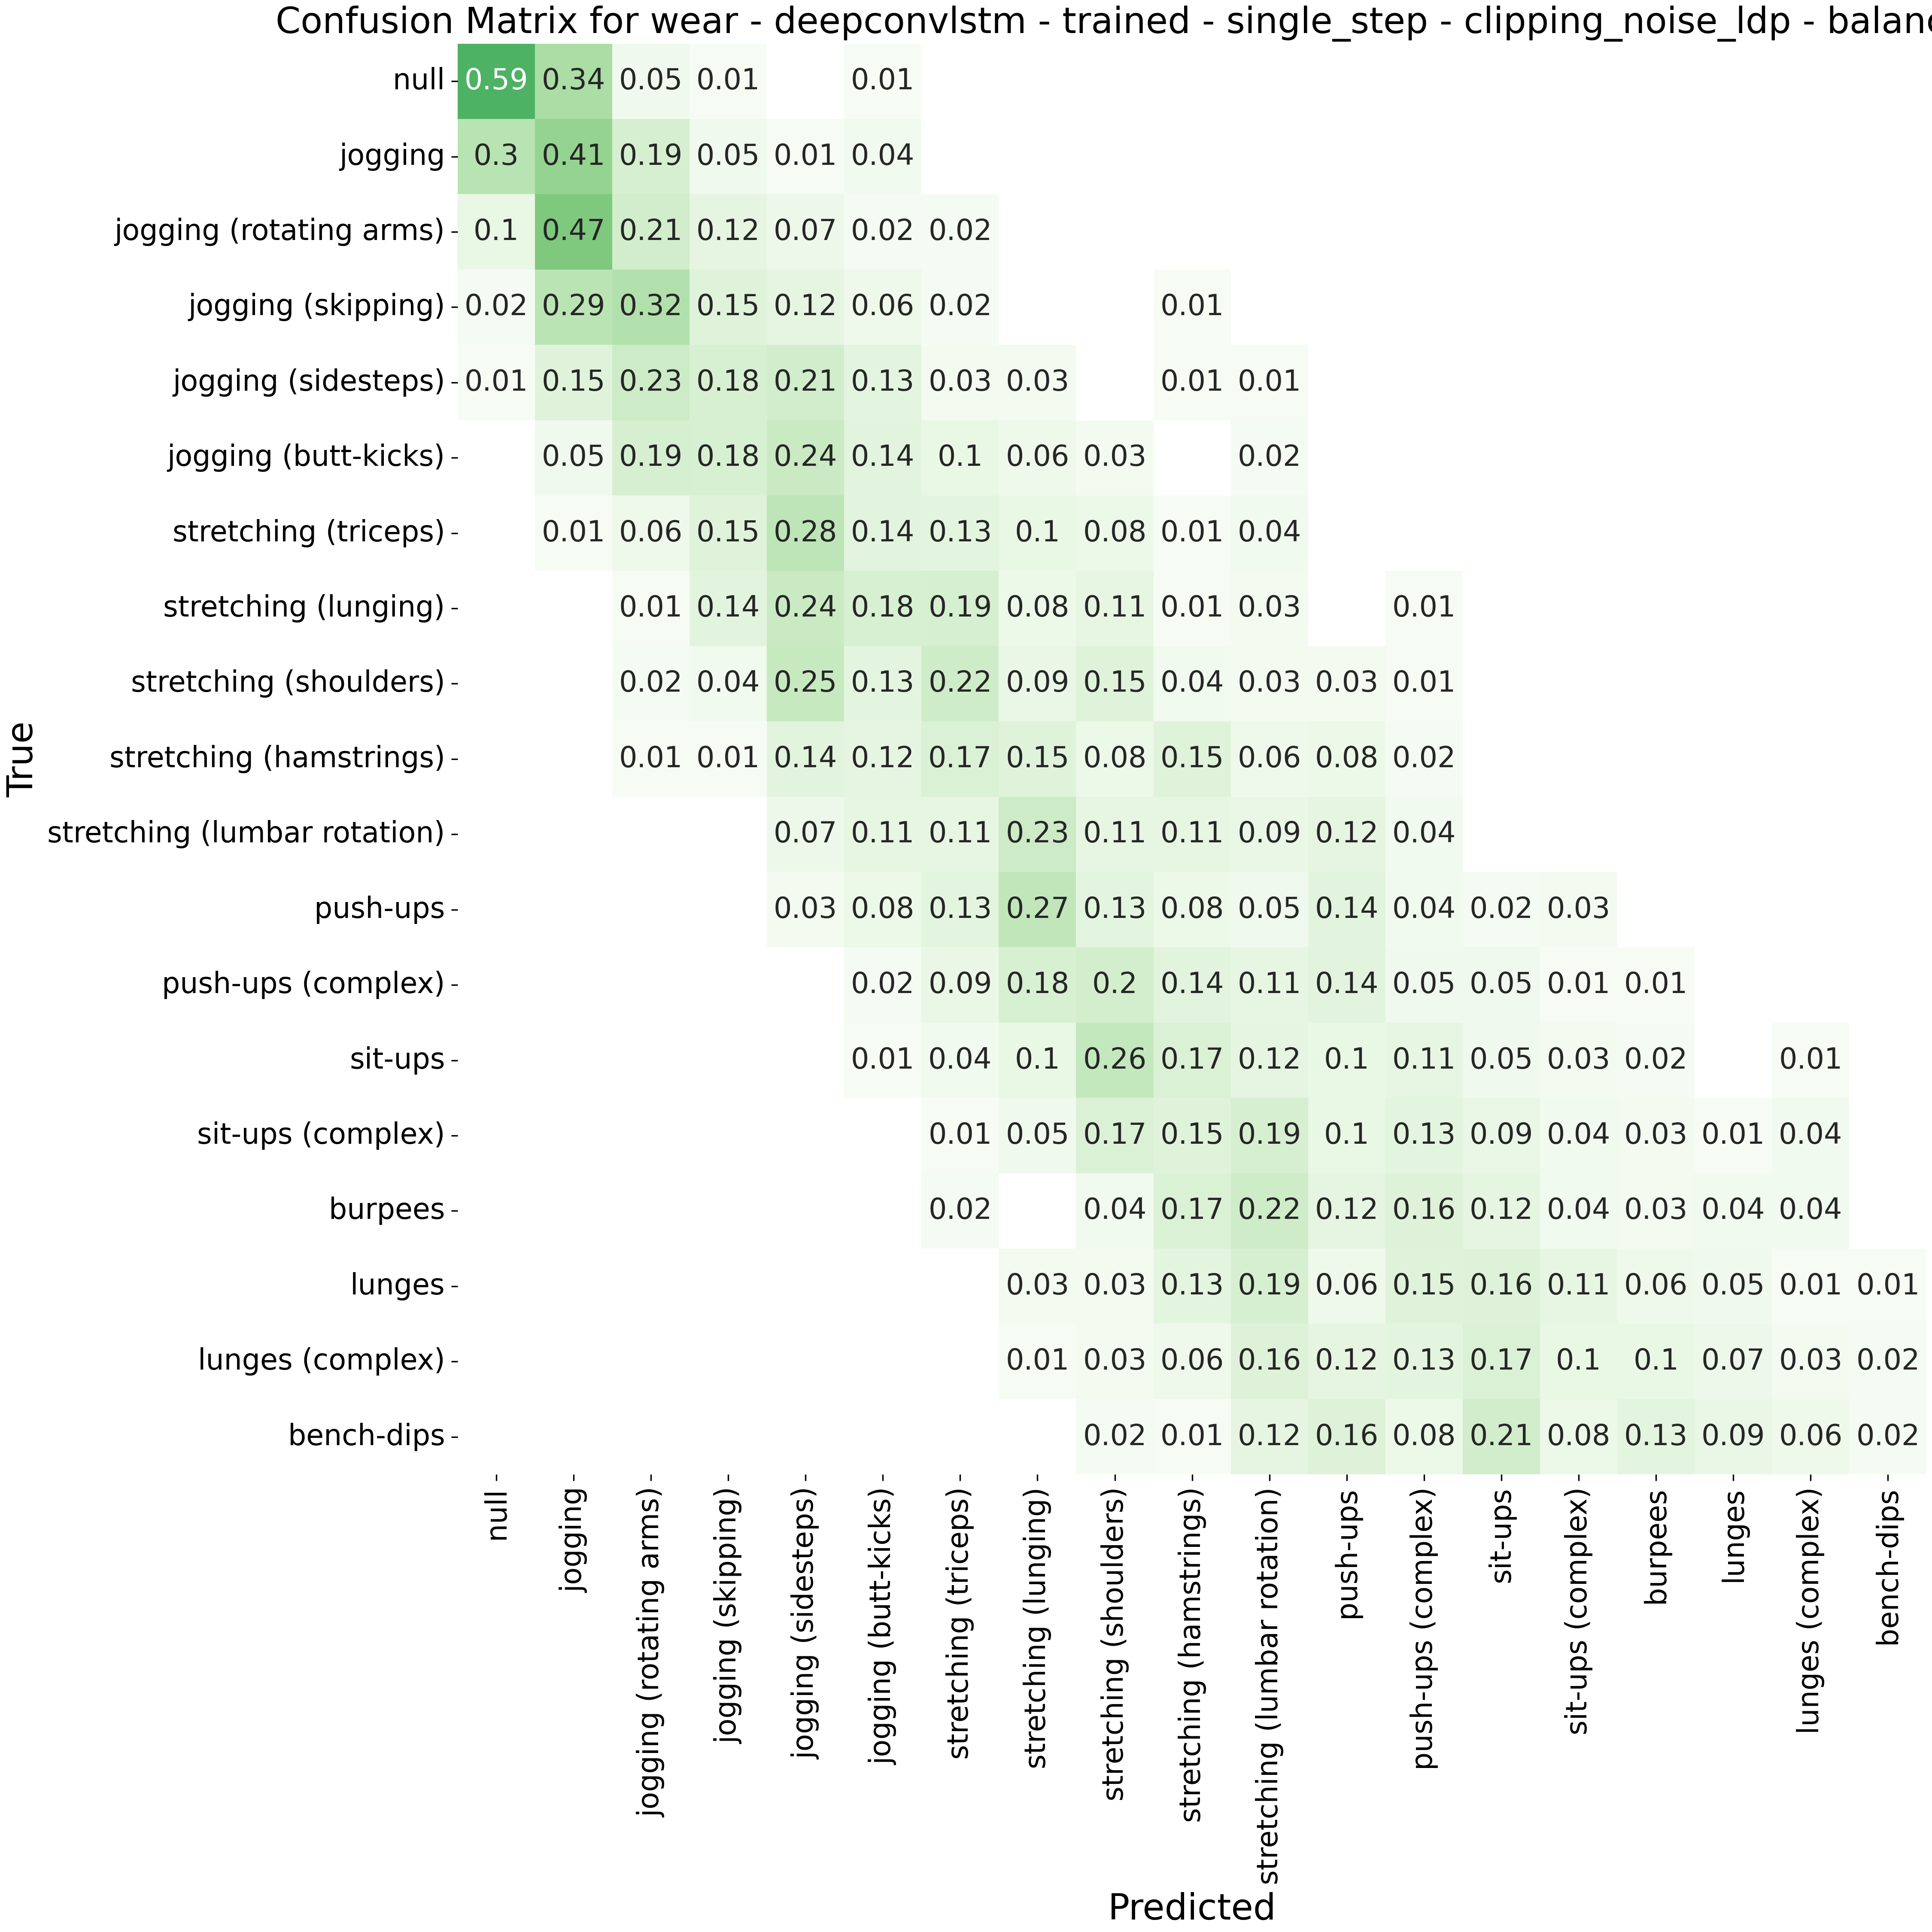 Confusion Matrix for wear - deepconvlstm - trained - single_step - clipping_noise_ldp - balanc
null 0.59 0.34 0.05 0.01 0.01
jogging 0.3 0.41 0.19 0.05 0.01 0.04
jogging (rotating arms) 0.1 0.47 0.21 0.12 0.07 0.02 0.02
jogging (skipping) 0.02 0.29 0.32 0.15 0.12 0.06 0.02 0.01
jogging (sidesteps) 0.01 0.15 0.23 0.18 0.21 0.13 0.03 0.03 0.01 0.01
jogging (butt-kicks) 0.05 0.19 0.18 0.24 0.14 0.1 0.06 0.03 0.02
stretching (triceps) 0.01 0.06 0.15 0.28 0.14 0.13 0.1 0.08 0.01 0.04
stretching (lunging) 0.01 0.14 0.24 0.18 0.19 0.08 0.11 0.01 0.03 0.01
stretching (shoulders) 0.02 0.04 0.25 0.13 0.22 0.09 0.15 0.04 0.03 0.03 0.01
stretching (hamstrings) 0.01 0.01 0.14 0.12 0.17 0.15 0.08 0.15 0.06 0.08 0.02
stretching (lumbar rotation) 0.07 0.11 0.11 0.23 0.11 0.11 0.09 0.12 0.04
push-ups 0.03 0.08 0.13 0.27 0.13 0.08 0.05 0.14 0.04 0.02 0.03
push-ups (complex) 0.02 0.09 0.18 0.2 0.14 0.11 0.14 0.05 0.05 0.01 0.01
sit-ups 0.01 0.04 0.1 0.26 0.17 0.12 0.1 0.11 0.05 0.03 0.02 0.01
sit-ups (complex) 0.01 0.05 0.17 0.15 0.19 0.1 0.13 0.09 0.04 0.03 0.01 0.04
burpees 0.02 0.04 0.17 0.22 0.12 0.16 0.12 0.04 0.03 0.04 0.04
lunges 0.03 0.03 0.13 0.19 0.06 0.15 0.16 0.11 0.06 0.05 0.01 0.01
lunges (complex) 0.01 0.03 0.06 0.16 0.12 0.13 0.17 0.1 0.1 0.07 0.03 0.02
bench-dips 0.02 0.01 0.12 0.16 0.08 0.21 0.08 0.13 0.09 0.06 0.02
True
null
jogging
jogging (rotating arms)
jogging (skipping)
jogging (sidesteps)
jogging (butt-kicks)
stretching (triceps)
stretching (lunging)
stretching (shoulders)
stretching (hamstrings)
stretching (lumbar rotation)
push-ups
push-ups (complex)
sit-ups
sit-ups (complex)
burpees
lunges
lunges (complex)
bench-dips
Predicted